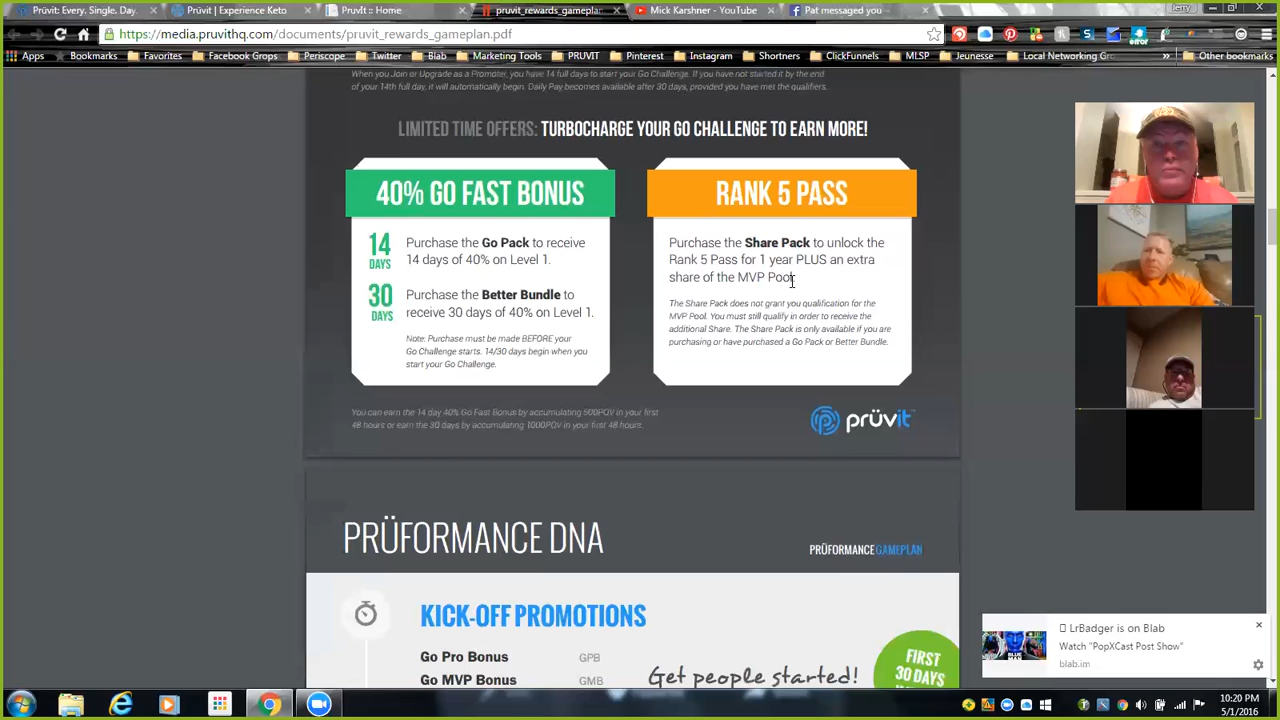 Prüvit: Every. Single. Day.
Prüvit | Experience Keto
PruvIt :: Home
pruvit_rewards_gameplan
Mick Karshner - YouTube
Pat messaged you
Jerry
https://media.pruvithq.com/documents/pruvit_rewards_gameplan.pdf
error
Apps Bookmarks Favorites Facebook Grops Periscope Twitter Blab Marketing Tools PRUVIT Pinterest Instagram Shortners ClickFunnels MLSP Jeunesse Local Networking Gro » Other bookmarks
When you Join or Upgrade as a Promoter, you have 14 full days to start your Go Challenge. If you have not started it by the end
of your 14th full day, it will automatically begin. Daily Pay becomes available after 30 days, provided you have met the qualifiers.
LIMITED TIME OFFERS: TURBOCHARGE YOUR GO CHALLENGE TO EARN MORE!
40% GO FAST BONUS
14
DAYS
Purchase the Go Pack to receive
14 days of 40% on Level 1.
30
DAYS
Purchase the Better Bundle to
receive 30 days of 40% on Level 1.
Note: Purchase must be made BEFORE your
Go Challenge starts. 14/30 days begin when you
start your Go Challenge.
RANK 5 PASS
Purchase the Share Pack to unlock the
Rank 5 Pass for 1 year PLUS an extra
share of the MVP Pool.
The Share Pack does not grant you qualification for the
MVP Pool. You must still qualify in order to receive the
additional Share. The Share Pack is only available if you are
purchasing or have purchased a Go Pack or Better Bundle.
You can earn the 14 day 40% Go Fast Bonus by accumulating 500PQV in your first
48 hours or earn the 30 days by accumulating 1000PQV in your first 48 hours.
prüvit
PRÜFORMANCE DNA
PRÜFORMANCE GAMEPLAN
KICK-OFF PROMOTIONS
Go Pro Bonus GPB
Go MVP Bonus GMB
Get people started!
FIRST
30 DAYS
LrBadger is on Blab
Watch "PopXCast Post Show"
blab.im
10:20 PM
5/1/2016